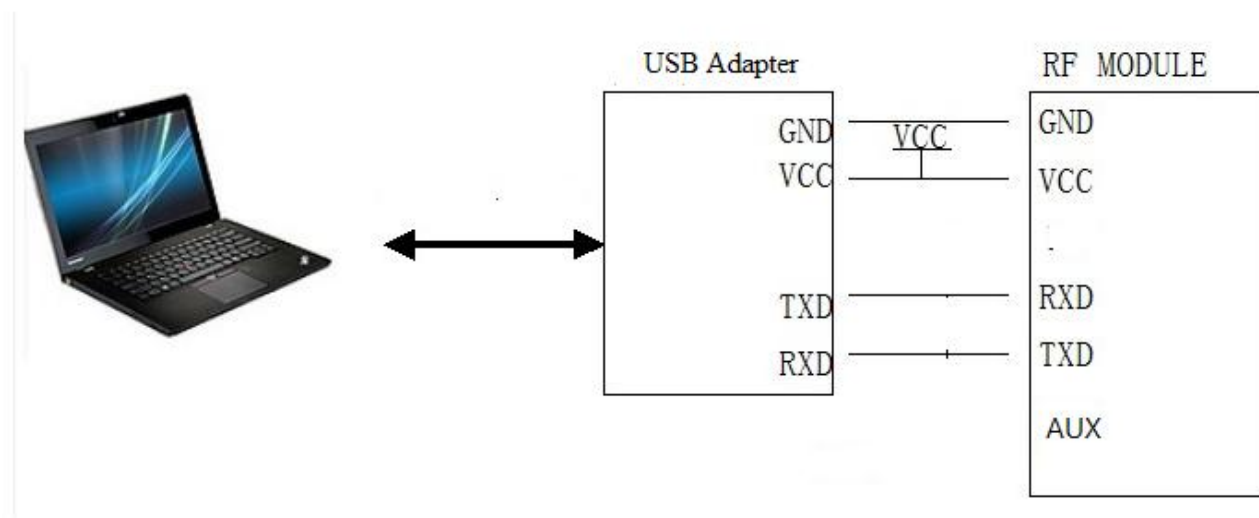 USB Adapter
RF MODULE
GND
VCC
VCC
TXD
RXD
GND
VCC
RXD
TXD
AUX